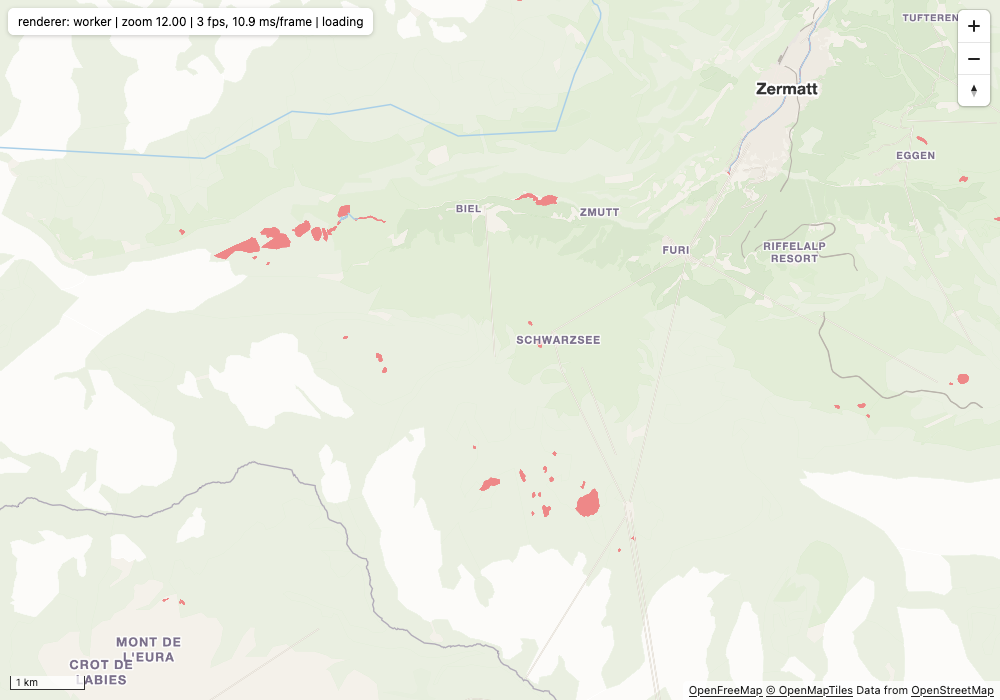 renderer: worker | zoom 12.00 | 3 fps, 10.9 ms/frame | loading
TUFTEREN
Zermatt
EGGEN
BIEL
ZMUTT
FURI
RIFFELALP
RESORT
SCHWARZSEE
MONT DE
L'EURA
CROT DE
LABIES
1 km
OpenFreeMap © OpenMapTiles Data from OpenStreetMap